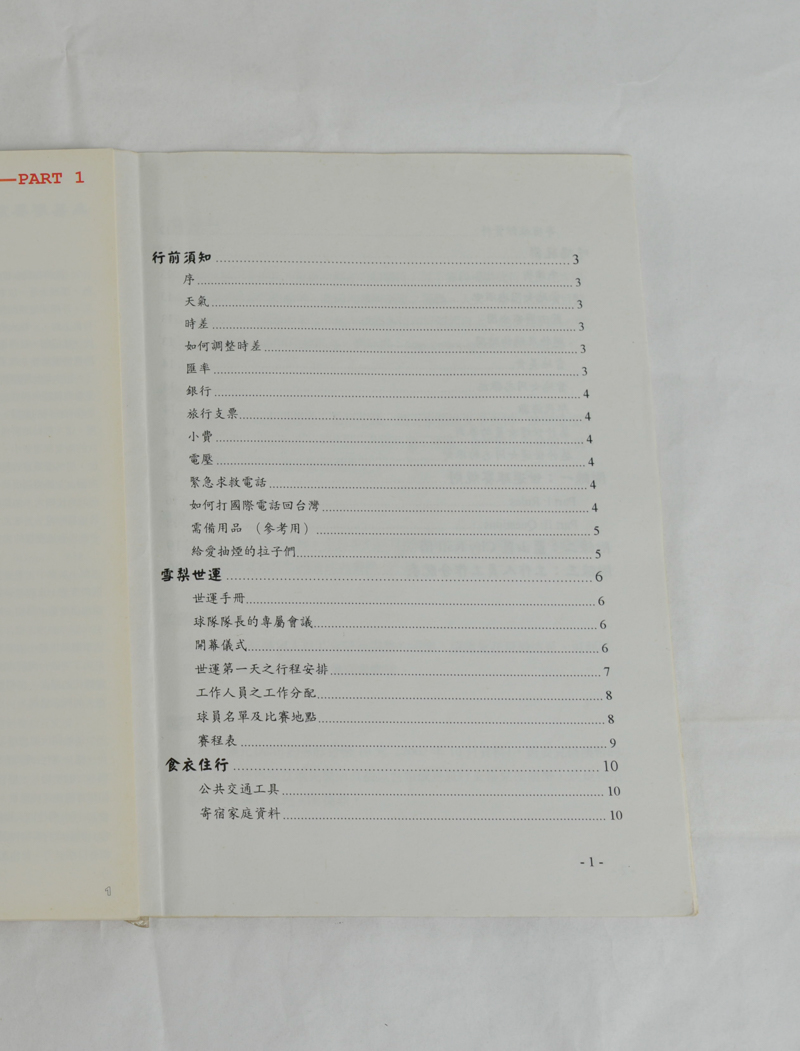 —PART 1
行前須知 3
序 3
天氣 3
時差 3
如何調整時差 3
匯率 3
銀行 4
旅行支票 4
小費 4
電壓 4
緊急求救電話 4
如何打國際電話回台灣 4
需備用品 (參考用) 5
給愛抽煙的拉子們 5
雪梨世運 6
世運手冊 6
球隊隊長的專屬會議 6
開幕儀式 6
世運第一天之行程安排 7
工作人員之工作分配 8
球員名單及比賽地點 8
賽程表 9
食衣住行 10
公共交通工具 10
寄宿家庭資料 10
- 1 -